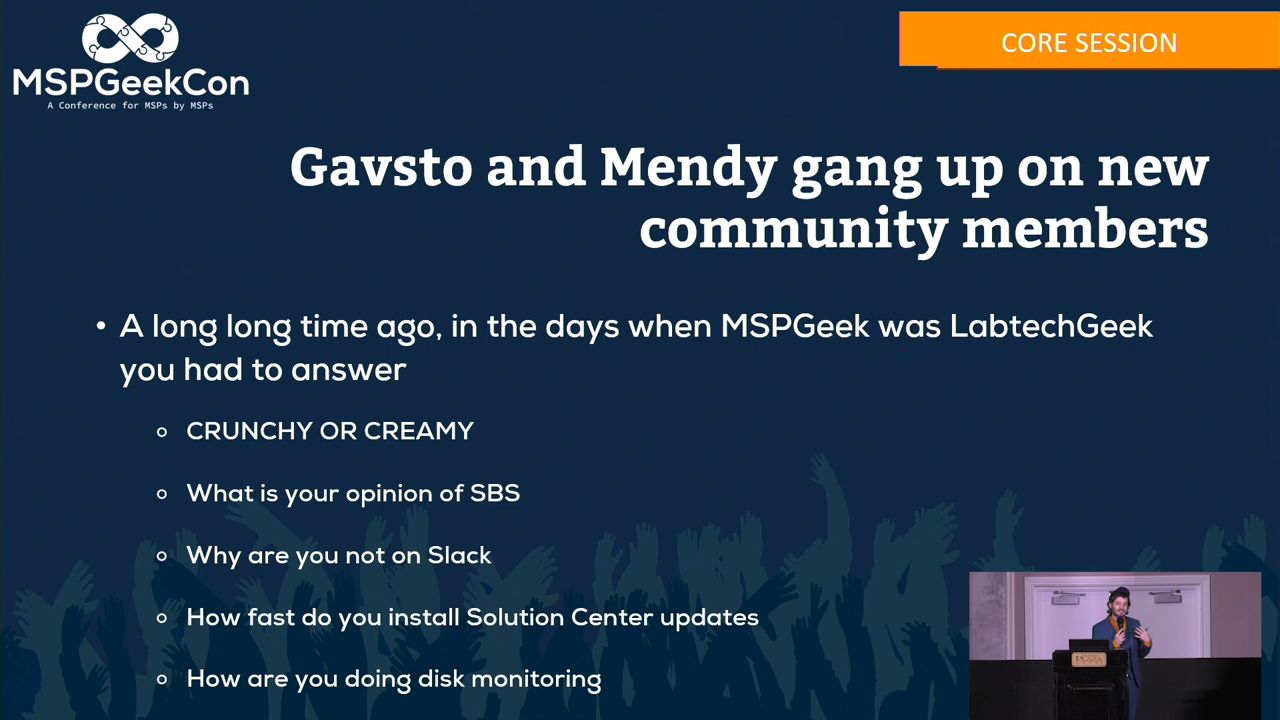 MSPGeekCon
A Conference for MSPs by MSPs
CORE SESSION
Gavsto and Mendy gang up on new
community members
• A long long time ago, in the days when MSPGeek was LabtechGeek
you had to answer
○ CRUNCHY OR CREAMY
○ What is your opinion of SBS
○ Why are you not on Slack
○ How fast do you install Solution Center updates
○ How are you doing disk monitoring
PLAZA